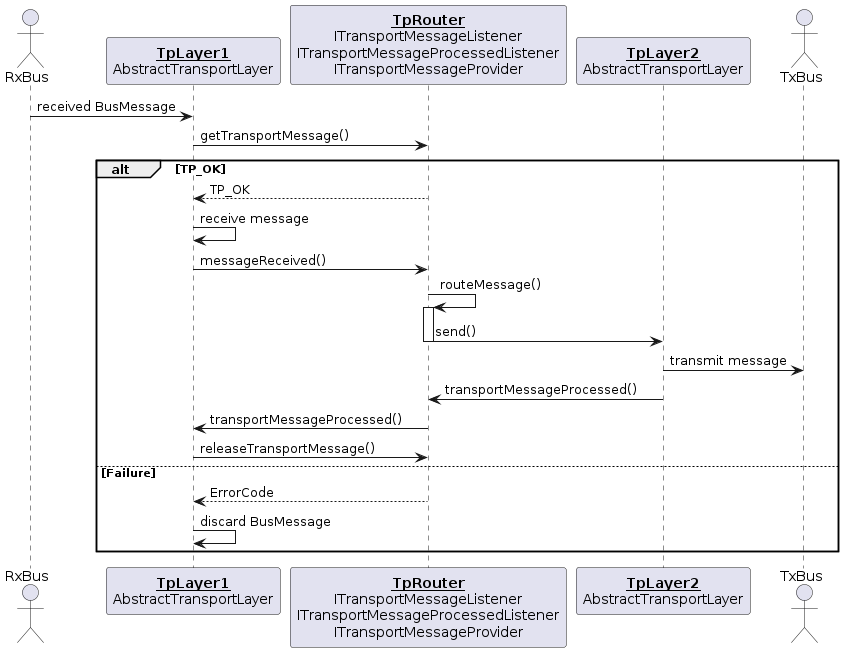 RxBus
TpLayer1
AbstractTransportLayer
TpRouter
ITransportMessageListener
ITransportMessageProcessedListener
ITransportMessageProvider
TpLayer2
AbstractTransportLayer
TxBus
received BusMessage
getTransportMessage()
alt
[TP_OK]
TP_OK
receive message
messageReceived()
routeMessage()
send()
transmit message
transportMessageProcessed()
transportMessageProcessed()
releaseTransportMessage()
[Failure]
ErrorCode
discard BusMessage
RxBus
TpLayer1
AbstractTransportLayer
TpRouter
ITransportMessageListener
ITransportMessageProcessedListener
ITransportMessageProvider
TpLayer2
AbstractTransportLayer
TxBus